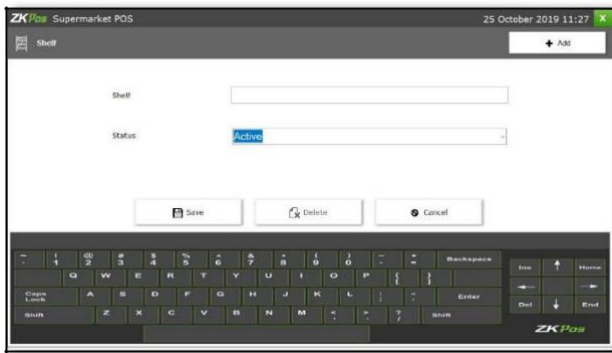 ZKPos Supermarket POS 25 October 2019 11:27 X
Shelf + Add
Shelf
Status Active
Save Delete Cancel
~ ` ! 1 @ 2 # 3 $ 4 % 5 ^ 6 & 7 * 8 ( 9 ) 0 - + = Backspace
Q W E R T Y U I O P { [ } ]
Caps Lock A S D F G H J K L : ; Enter
Shift Z X C V B N M < , > . ? / Shift
Ins ↑ Home
← →
Del ↓ End
ZKPos